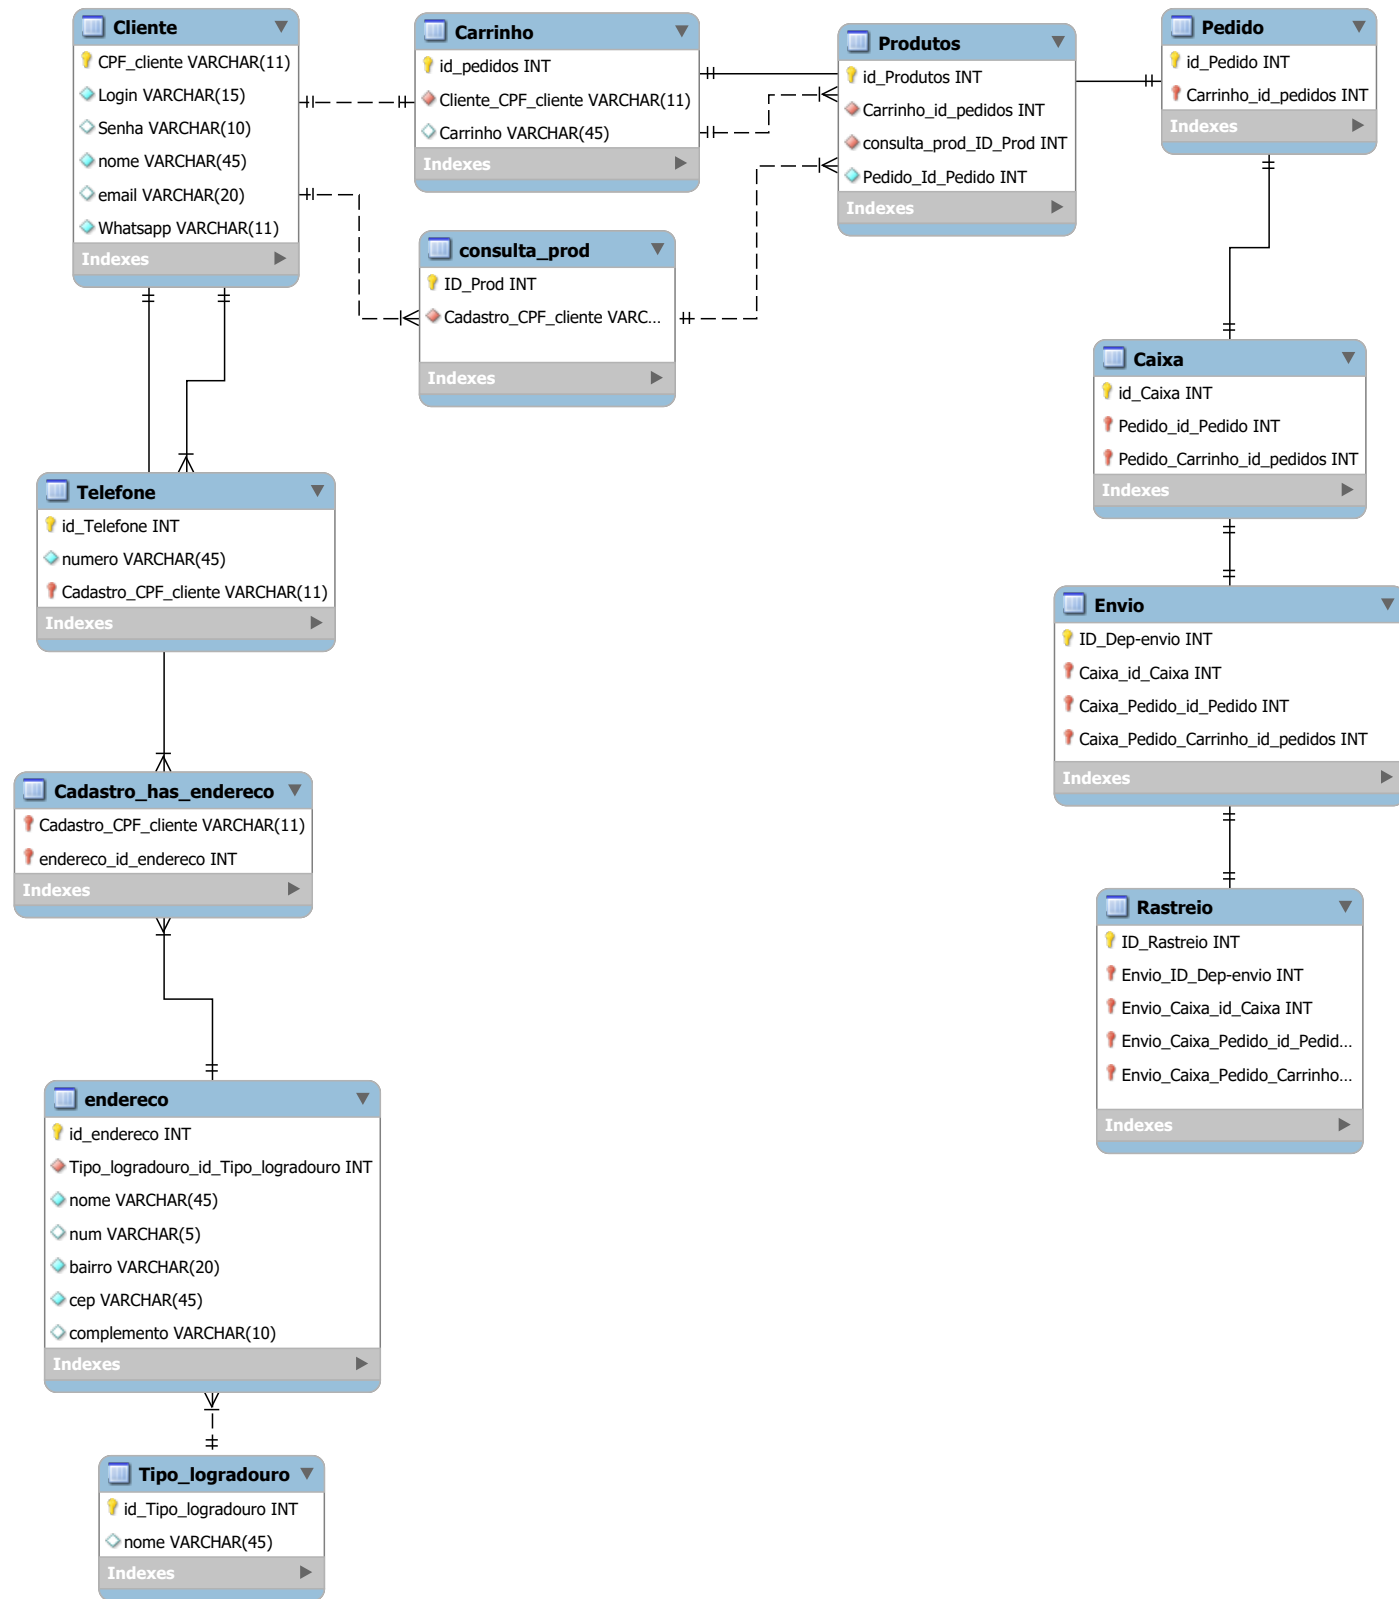 Cliente
CPF_cliente VARCHAR(11)
Login VARCHAR(15)
Senha VARCHAR(10)
nome VARCHAR(45)
email VARCHAR(20)
Whatsapp VARCHAR(11)
Indexes
Carrinho
id_pedidos INT
Cliente_CPF_cliente VARCHAR(11)
Carrinho VARCHAR(45)
Indexes
Produtos
id_Produtos INT
Carrinho_id_pedidos INT
consulta_prod_ID_Prod INT
Pedido_Id_Pedido INT
Indexes
Pedido
id_Pedido INT
Carrinho_id_pedidos INT
Indexes
consulta_prod
ID_Prod INT
Cadastro_CPF_cliente VARC...
Indexes
Caixa
id_Caixa INT
Pedido_id_Pedido INT
Pedido_Carrinho_id_pedidos INT
Indexes
Telefone
id_Telefone INT
numero VARCHAR(45)
Cadastro_CPF_cliente VARCHAR(11)
Indexes
Envio
ID_Dep-envio INT
Caixa_id_Caixa INT
Caixa_Pedido_id_Pedido INT
Caixa_Pedido_Carrinho_id_pedidos INT
Indexes
Cadastro_has_endereco
Cadastro_CPF_cliente VARCHAR(11)
endereco_id_endereco INT
Indexes
Rastreio
ID_Rastreio INT
Envio_ID_Dep-envio INT
Envio_Caixa_id_Caixa INT
Envio_Caixa_Pedido_id_Pedid...
Envio_Caixa_Pedido_Carrinho...
Indexes
endereco
id_endereco INT
Tipo_logradouro_id_Tipo_logradouro INT
nome VARCHAR(45)
num VARCHAR(5)
bairro VARCHAR(20)
cep VARCHAR(45)
complemento VARCHAR(10)
Indexes
Tipo_logradouro
id_Tipo_logradouro INT
nome VARCHAR(45)
Indexes